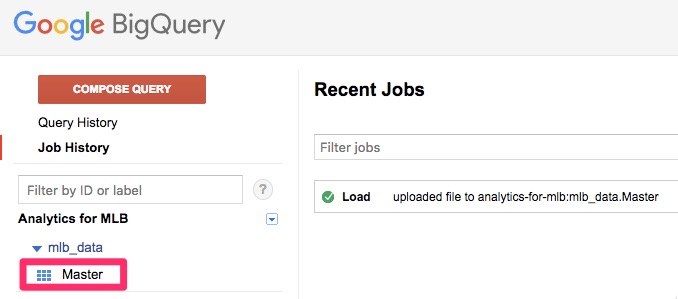 Google BigQuery
COMPOSE QUERY
Query History
Job History
Filter by ID or label
?
Analytics for MLB
mlb_data
Master
Recent Jobs
Filter jobs
Load uploaded file to analytics-for-mlb:mlb_data.Master